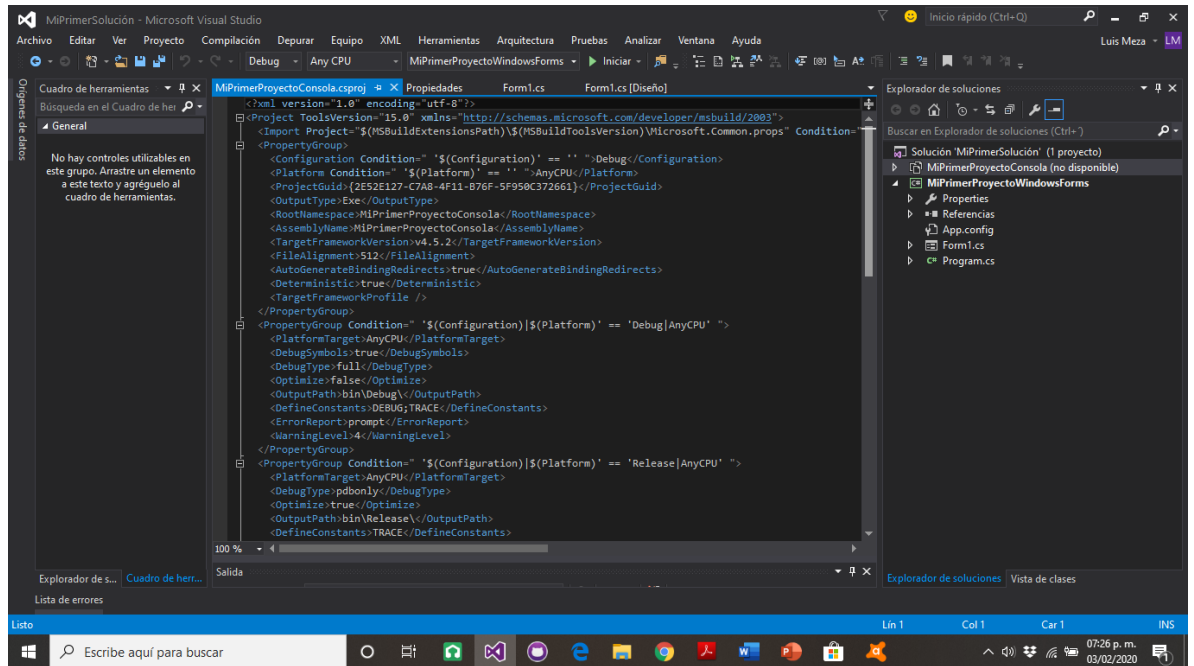 MiPrimerSolución - Microsoft Visual Studio
Inicio rápido (Ctrl+Q)
Archivo Editar Ver Proyecto Compilación Depurar Equipo XML Herramientas Arquitectura Pruebas Analizar Ventana Ayuda
Luis Meza LM
Debug Any CPU MiPrimerProyectoWindowsForms Iniciar
Orígenes de datos
Cuadro de herramientas
Búsqueda en el Cuadro de her
General
No hay controles utilizables en
este grupo. Arrastre un elemento
a este texto y agréguelo al
cuadro de herramientas.
Explorador de s... Cuadro de herr...
MiPrimerProyectoConsola.csproj Propiedades Form1.cs Form1.cs [Diseño]
<?xml version="1.0" encoding="utf-8"?>
<Project ToolsVersion="15.0" xmlns="http://schemas.microsoft.com/developer/msbuild/2003">
<Import Project="$(MSBuildExtensionsPath)\$(MSBuildToolsVersion)\Microsoft.Common.props" Condition="
<PropertyGroup>
<Configuration Condition=" '$(Configuration)' == '' ">Debug</Configuration>
<Platform Condition=" '$(Platform)' == '' ">AnyCPU</Platform>
<ProjectGuid>{2E52E127-C7A8-4F11-B76F-5F950C372661}</ProjectGuid>
<OutputType>Exe</OutputType>
<RootNamespace>MiPrimerProyectoConsola</RootNamespace>
<AssemblyName>MiPrimerProyectoConsola</AssemblyName>
<TargetFrameworkVersion>v4.5.2</TargetFrameworkVersion>
<FileAlignment>512</FileAlignment>
<AutoGenerateBindingRedirects>true</AutoGenerateBindingRedirects>
<Deterministic>true</Deterministic>
<TargetFrameworkProfile />
</PropertyGroup>
<PropertyGroup Condition=" '$(Configuration)|$(Platform)' == 'Debug|AnyCPU' ">
<PlatformTarget>AnyCPU</PlatformTarget>
<DebugSymbols>true</DebugSymbols>
<DebugType>full</DebugType>
<Optimize>false</Optimize>
<OutputPath>bin\Debug\</OutputPath>
<DefineConstants>DEBUG;TRACE</DefineConstants>
<ErrorReport>prompt</ErrorReport>
<WarningLevel>4</WarningLevel>
</PropertyGroup>
<PropertyGroup Condition=" '$(Configuration)|$(Platform)' == 'Release|AnyCPU' ">
<PlatformTarget>AnyCPU</PlatformTarget>
<DebugType>pdbonly</DebugType>
<Optimize>true</Optimize>
<OutputPath>bin\Release\</OutputPath>
<DefineConstants>TRACE</DefineConstants>
100 %
Salida
Explorador de soluciones
Buscar en Explorador de soluciones (Ctrl+´)
Solución 'MiPrimerSolución' (1 proyecto)
MiPrimerProyectoConsola (no disponible)
MiPrimerProyectoWindowsForms
Properties
Referencias
App.config
Form1.cs
C# Program.cs
Explorador de soluciones Vista de clases
Lista de errores
Listo Lín 1 Col 1 Car 1 INS
Escribe aquí para buscar
07:26 p. m.
03/02/2020